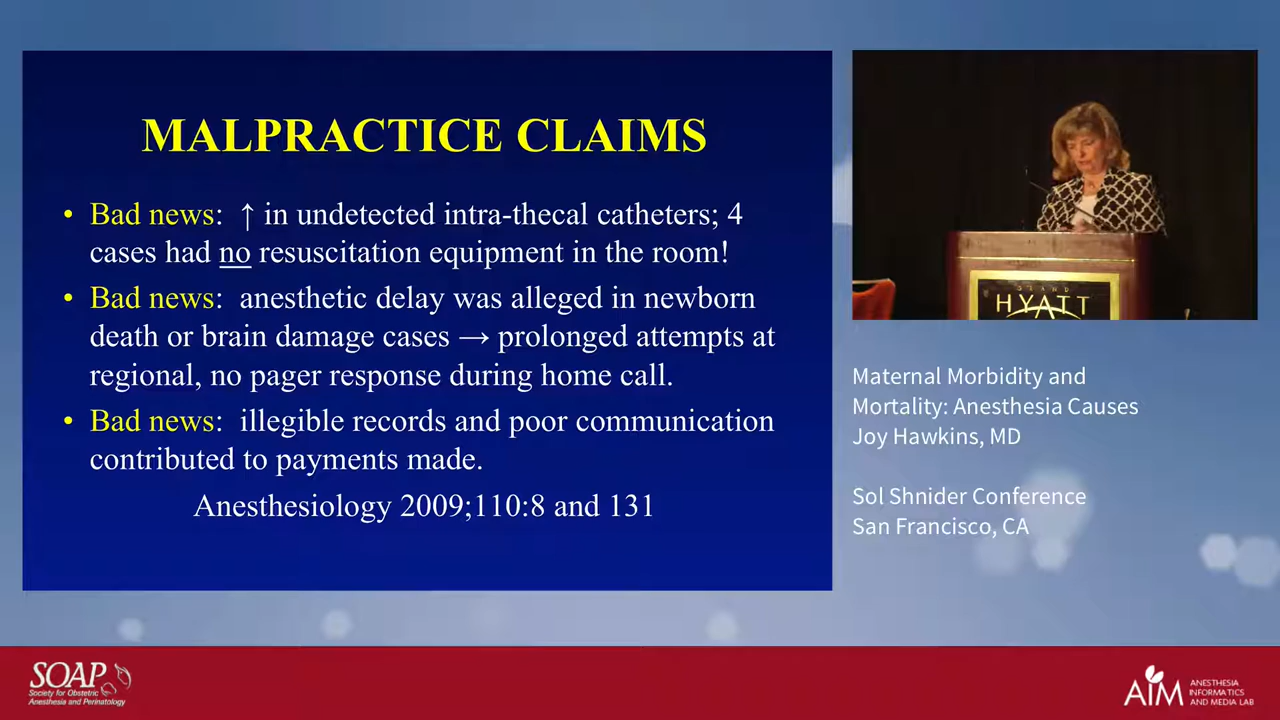 MALPRACTICE CLAIMS
• Bad news: ↑ in undetected intra-thecal catheters; 4
cases had no resuscitation equipment in the room!
• Bad news: anesthetic delay was alleged in newborn
death or brain damage cases → prolonged attempts at
regional, no pager response during home call.
• Bad news: illegible records and poor communication
contributed to payments made.
Anesthesiology 2009;110:8 and 131
GRAND
HYATT
Maternal Morbidity and
Mortality: Anesthesia Causes
Joy Hawkins, MD
Sol Shnider Conference
San Francisco, CA
SOAP
Society for Obstetric
Anesthesia and Perinatology
AIM
ANESTHESIA
INFORMATICS
AND MEDIA LAB